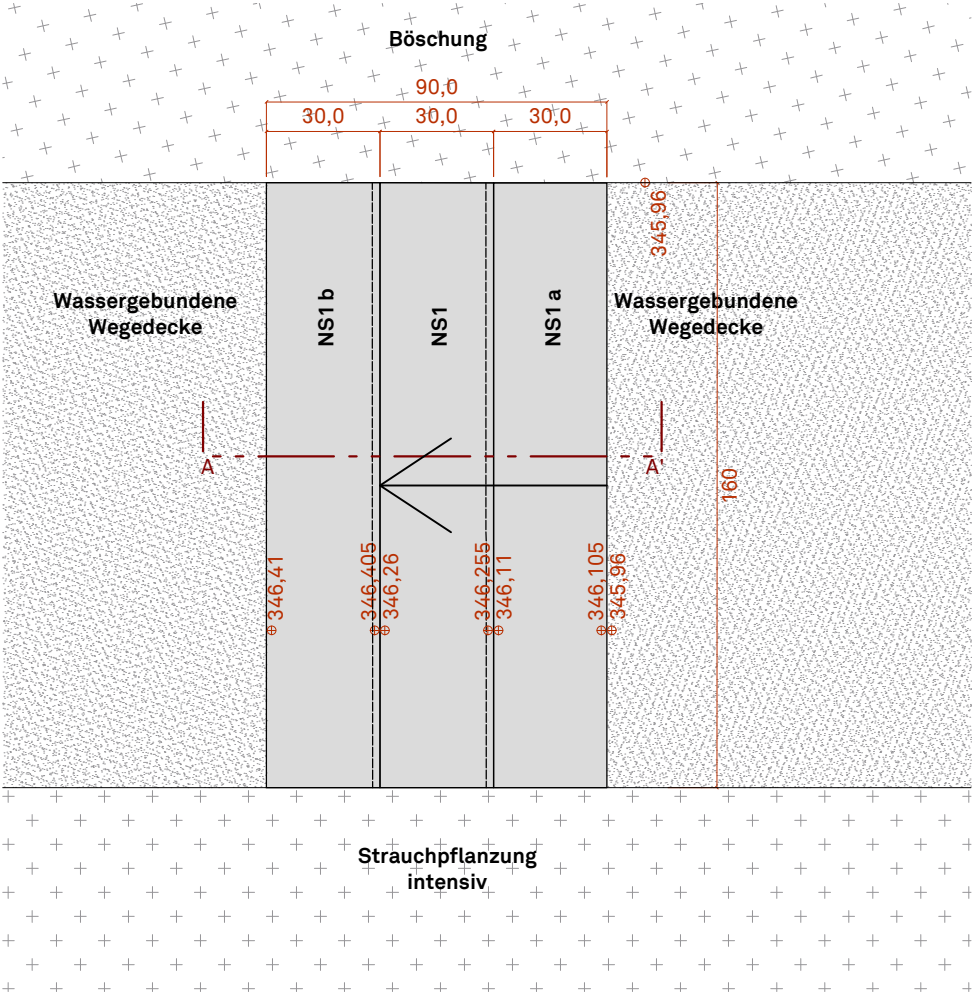 Böschung
90,0
30,0
30,0
30,0
345,96
Wassergebundene
Wegedecke
NS1 b
NS1
NS1 a
Wassergebundene
Wegedecke
A
A'
160
346,41
346,405
346,26
346,255
346,11
346,105
345,96
Strauchpflanzung
intensiv